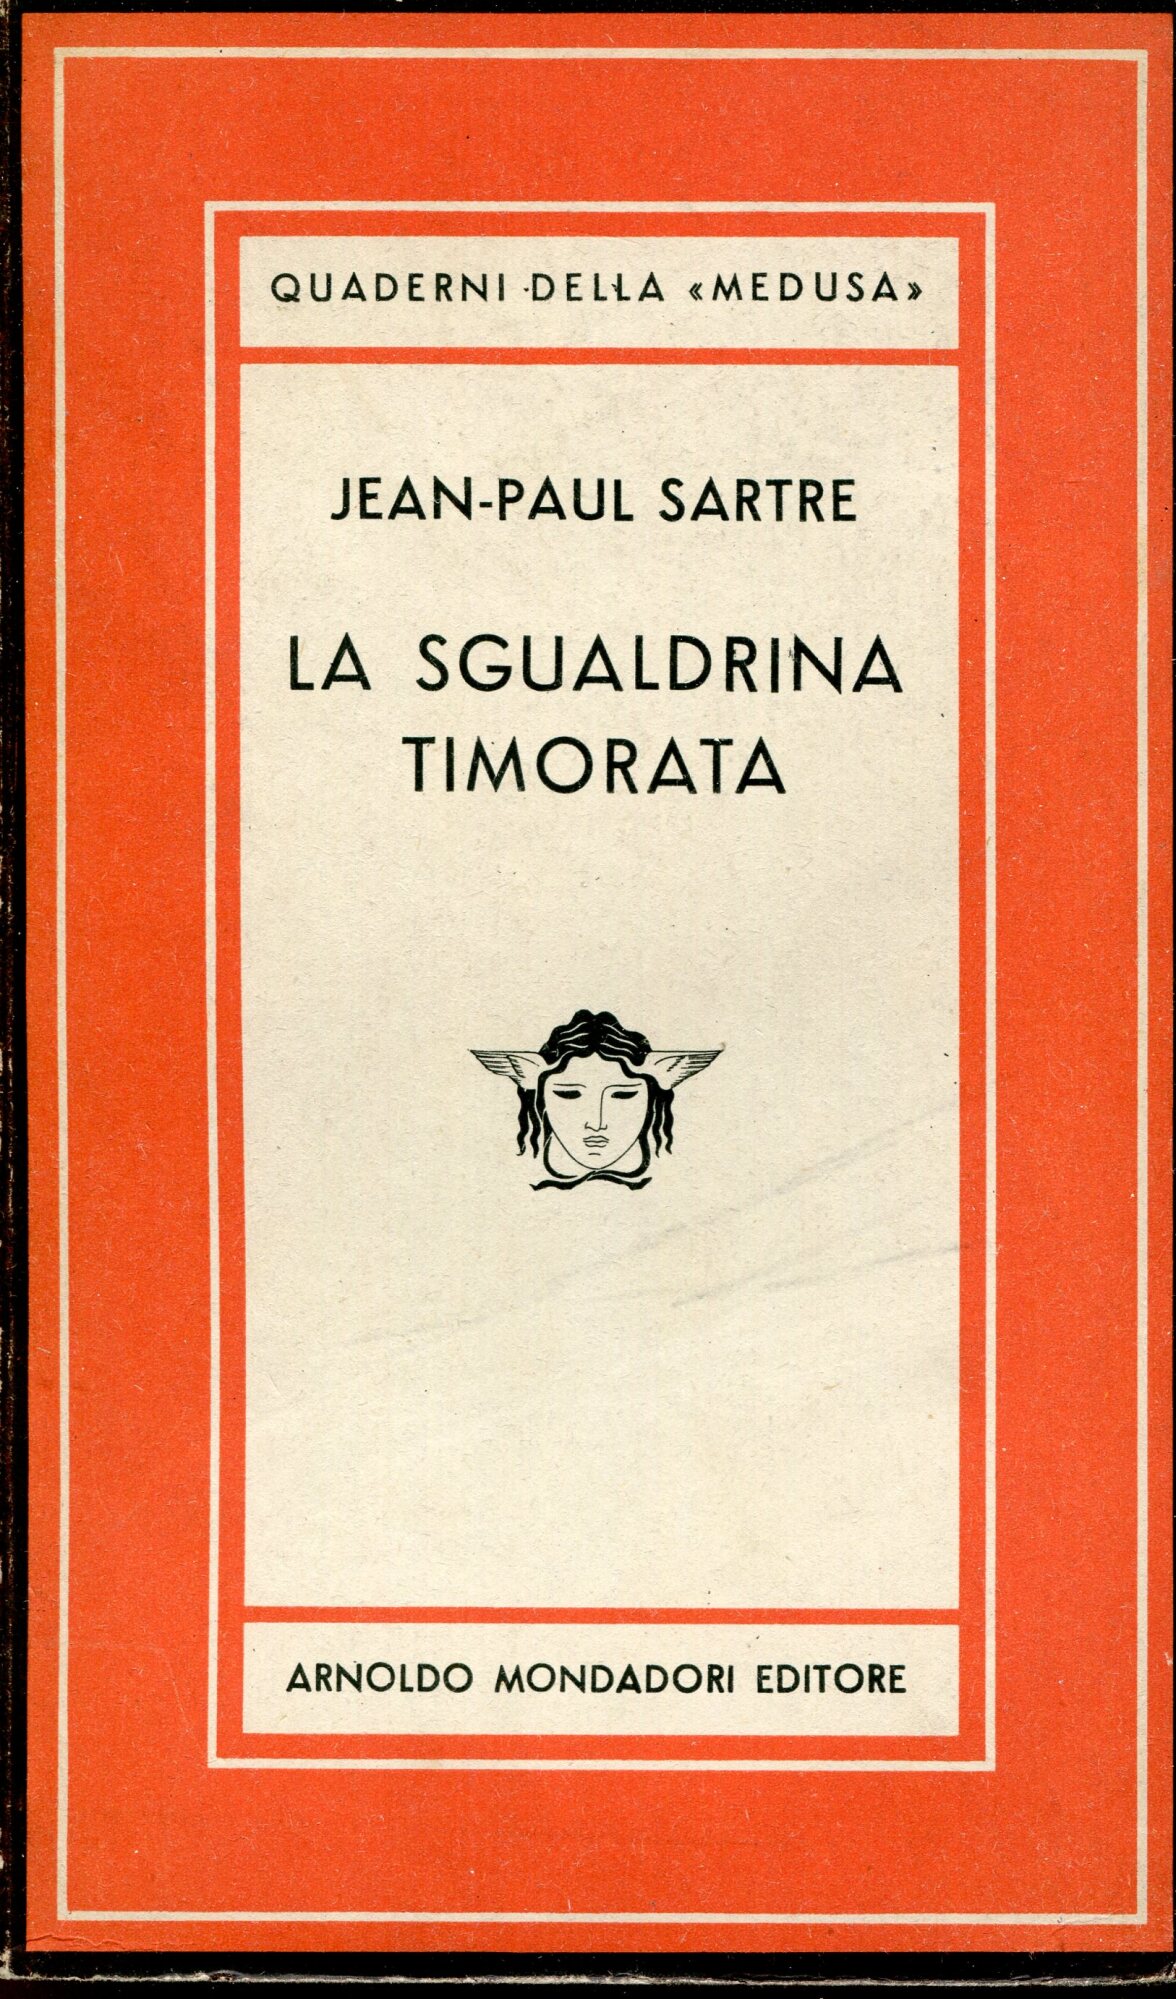 QUADERNI DELLA «MEDUSA»
JEAN-PAUL SARTRE
LA SGUALDRINA
TIMORATA
ARNOLDO MONDADORI EDITORE